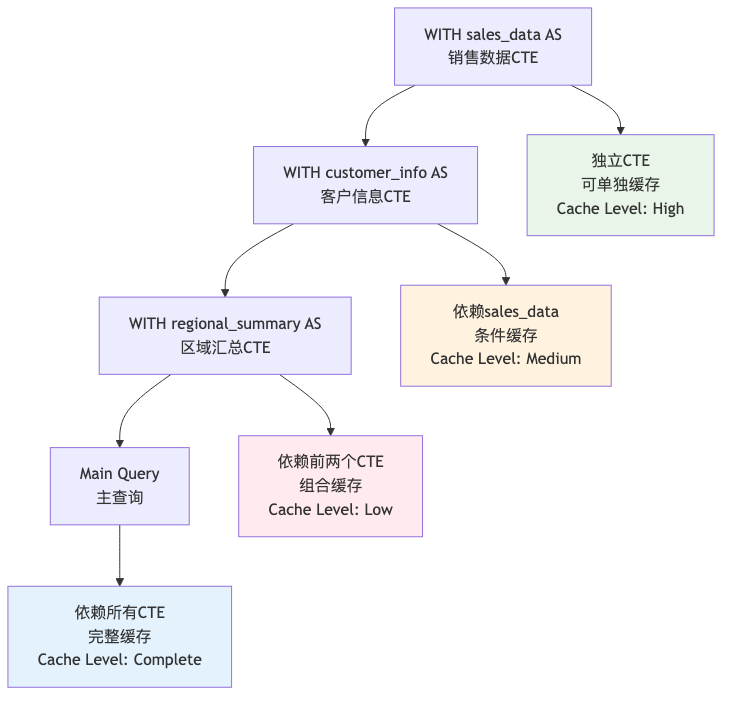 WITH sales_data AS
销售数据CTE
WITH customer_info AS
客户信息CTE
独立CTE
可单独缓存
Cache Level: High
WITH regional_summary AS
区域汇总CTE
依赖sales_data
条件缓存
Cache Level: Medium
Main Query
主查询
依赖前两个CTE
组合缓存
Cache Level: Low
依赖所有CTE
完整缓存
Cache Level: Complete